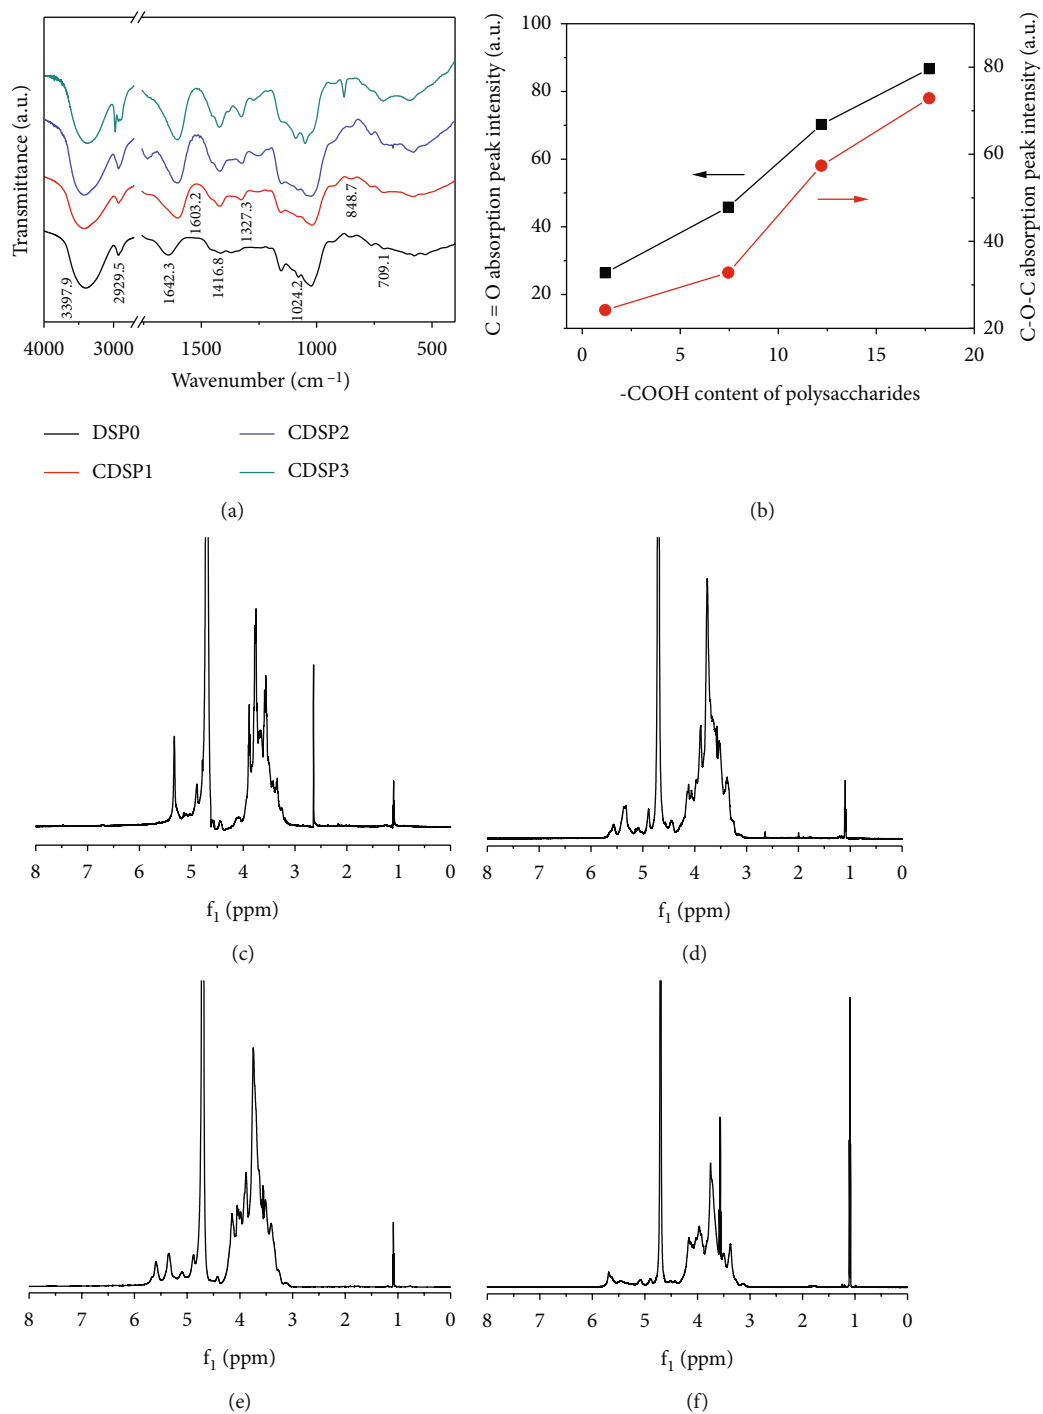 (a)
Transmittance (a.u.)
3397.9
2929.5
1642.3
1603.2
1416.8
1327.3
1024.2
848.7
709.1
4000 3000 1500 1000 500
Wavenumber (cm –1)
DSP0
CDSP1
CDSP2
CDSP3
(a)
C = O absorption peak intensity (a.u.)
100
80
60
40
20
C-O-C absorption peak intensity (a.u.)
80
60
40
20
0 5 10 15 20
-COOH content of polysaccharides
(b)
8 7 6 5 4 3 2 1 0
f1 (ppm)
(c)
8 7 6 5 4 3 2 1 0
f1 (ppm)
(d)
8 7 6 5 4 3 2 1 0
f1 (ppm)
(e)
8 7 6 5 4 3 2 1 0
f1 (ppm)
(f)